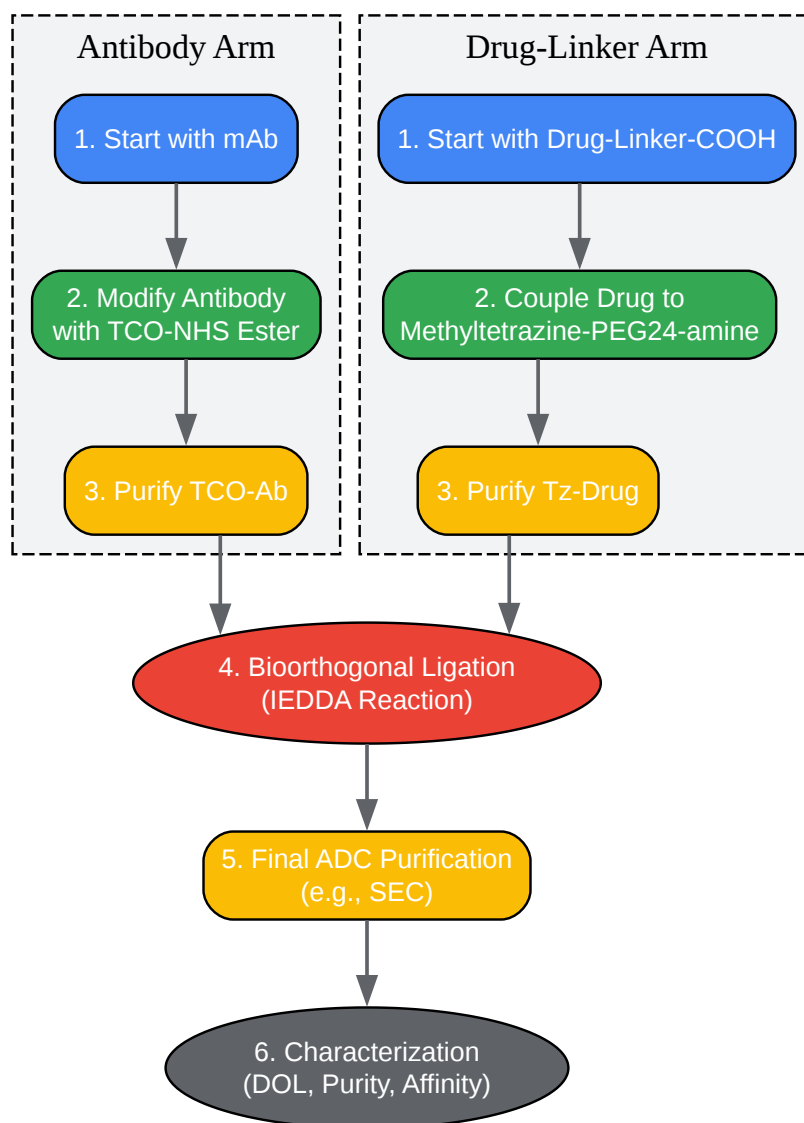 Antibody Arm
1. Start with mAb
2. Modify Antibody
with TCO-NHS Ester
3. Purify TCO-Ab
Drug-Linker Arm
1. Start with Drug-Linker-COOH
2. Couple Drug to
Methyltetrazine-PEG24-amine
3. Purify Tz-Drug
4. Bioorthogonal Ligation
(IEDDA Reaction)
5. Final ADC Purification
(e.g., SEC)
6. Characterization
(DOL, Purity, Affinity)